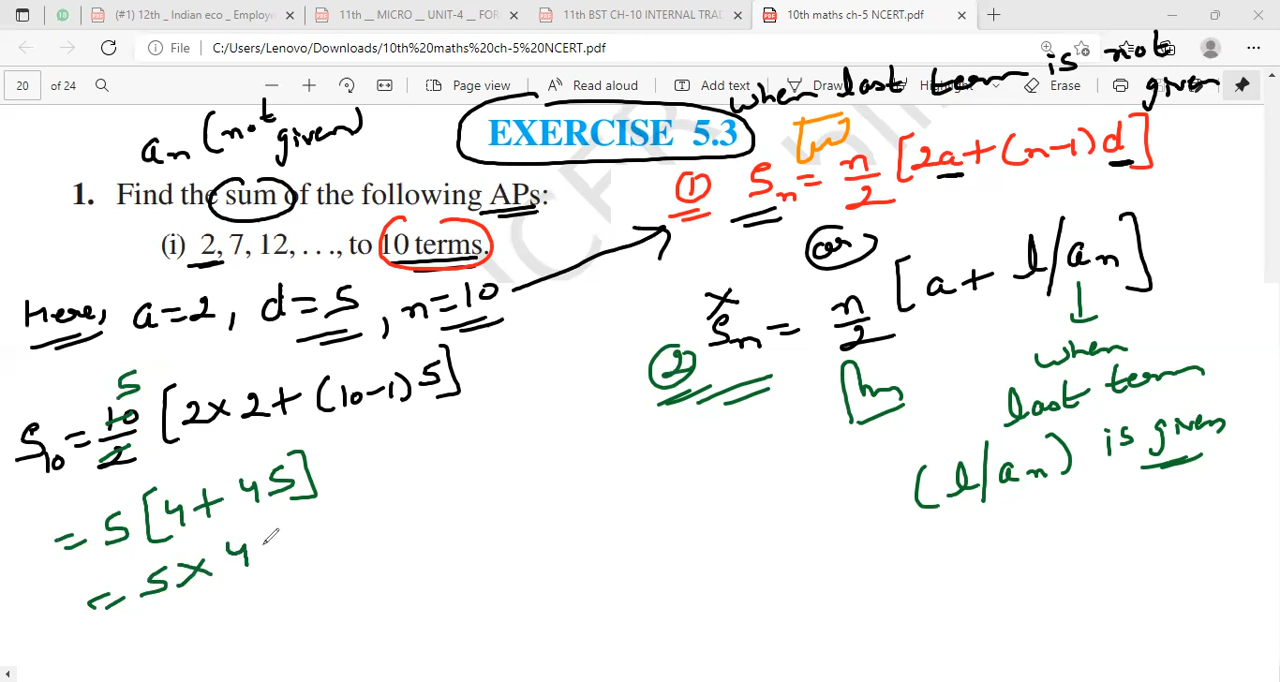 (#1) 12th _ Indian eco _ Employ
11th __ MICRO __ UNIT-4 __ FOR
11th BST CH-10 INTERNAL TRA
10th maths ch-5 NCERT.pdf
File
C:/Users/Lenovo/Downloads/10th%20maths%20ch-5%20NCERT.pdf
20 of 24
Page view
Read aloud
Add text
Draw
Highlight
Erase
when last term is not given
an (not given)
EXERCISE 5.3
① Sn = n/2 [2a + (n-1) d]
1. Find the sum of the following APs:
(i) 2, 7, 12, . . ., to 10 terms.
or
Here, a=2, d=5, n=10
② Sn = n/2 [a + l/an]
when
last term
(l/an) is given
S10 = 10/2 [2×2 + (10-1) 5]
5
= 5 [4 + 45]
= 5 × 4